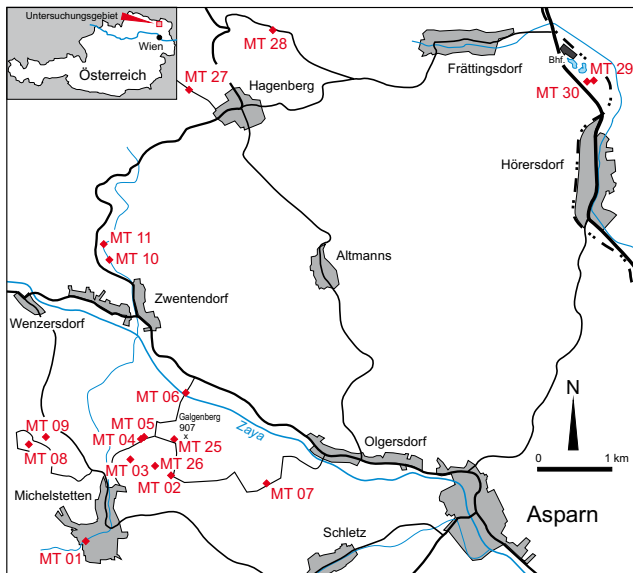 Untersuchungsgebiet
Wien
Österreich
MT 28
MT 27
Hagenberg
Frättingsdorf
Bhf.
MT 29
MT 30
Hörersdorf
MT 11
MT 10
Altmanns
Zwentendorf
Wenzersdorf
MT 06
Zaya
Galgenberg
907
x
MT 05
MT 04
MT 25
MT 09
MT 08
MT 03
MT 26
MT 02
MT 07
Olgersdorf
N
0 1 km
Michelstetten
Asparn
Schletz
MT 01